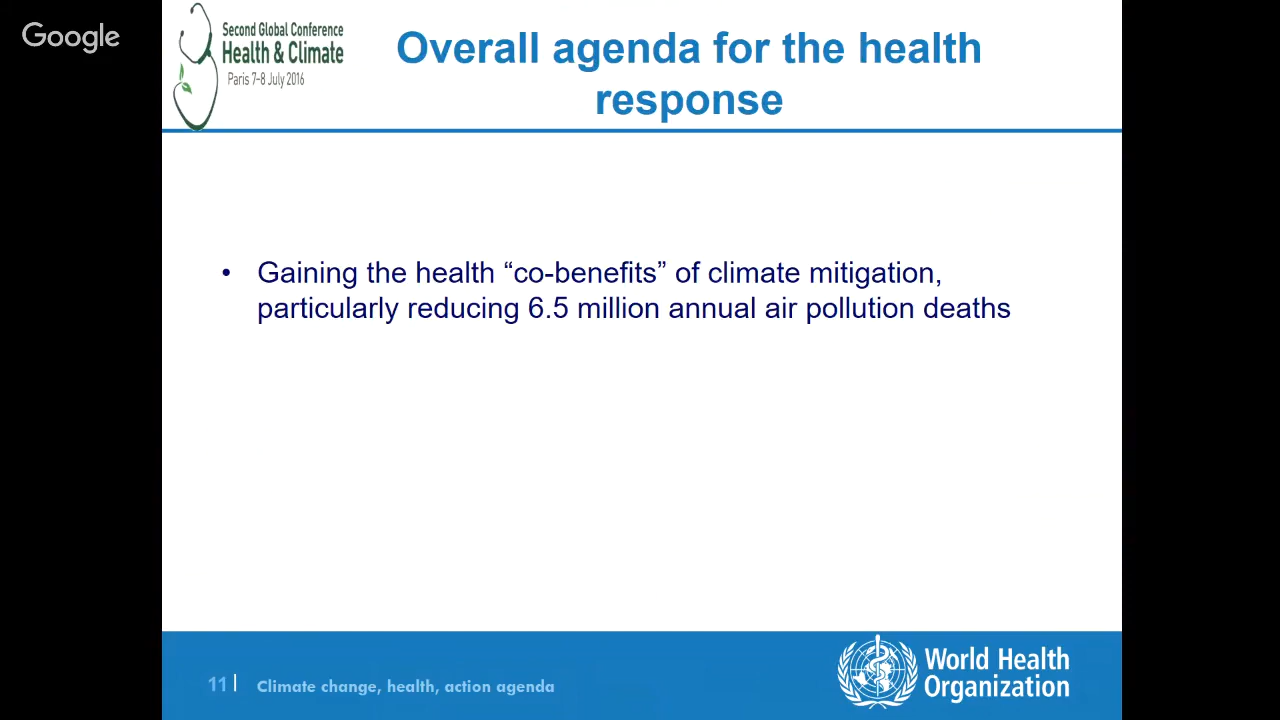 Google
Second Global Conference
Health & Climate
Paris 7-8 July 2016
Overall agenda for the health
response
• Gaining the health “co-benefits” of climate mitigation,
particularly reducing 6.5 million annual air pollution deaths
11 | Climate change, health, action agenda
World Health
Organization